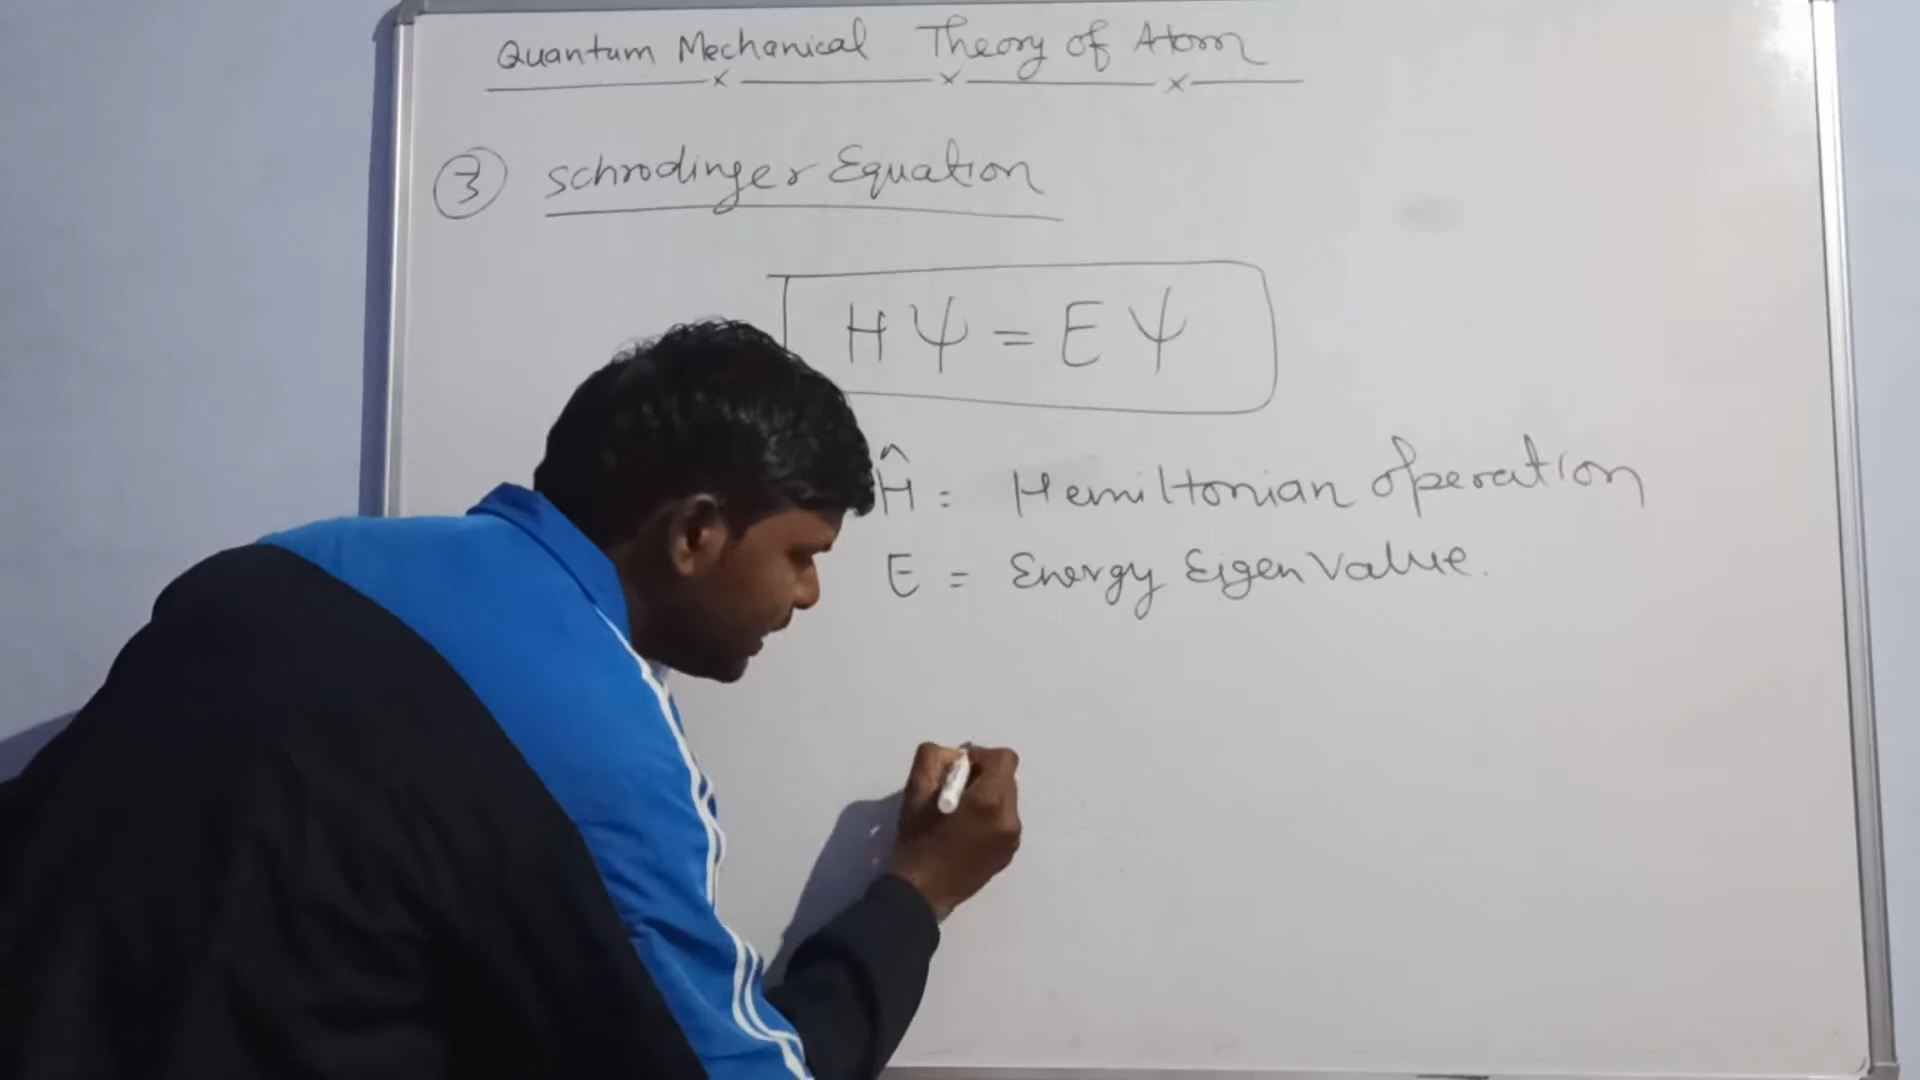 Quantum Mechanical Theory of Atom
③ Schrodinger Equation
Hψ = Eψ
Ĥ = Hemiltonian operation
E = Energy Eigen Value.